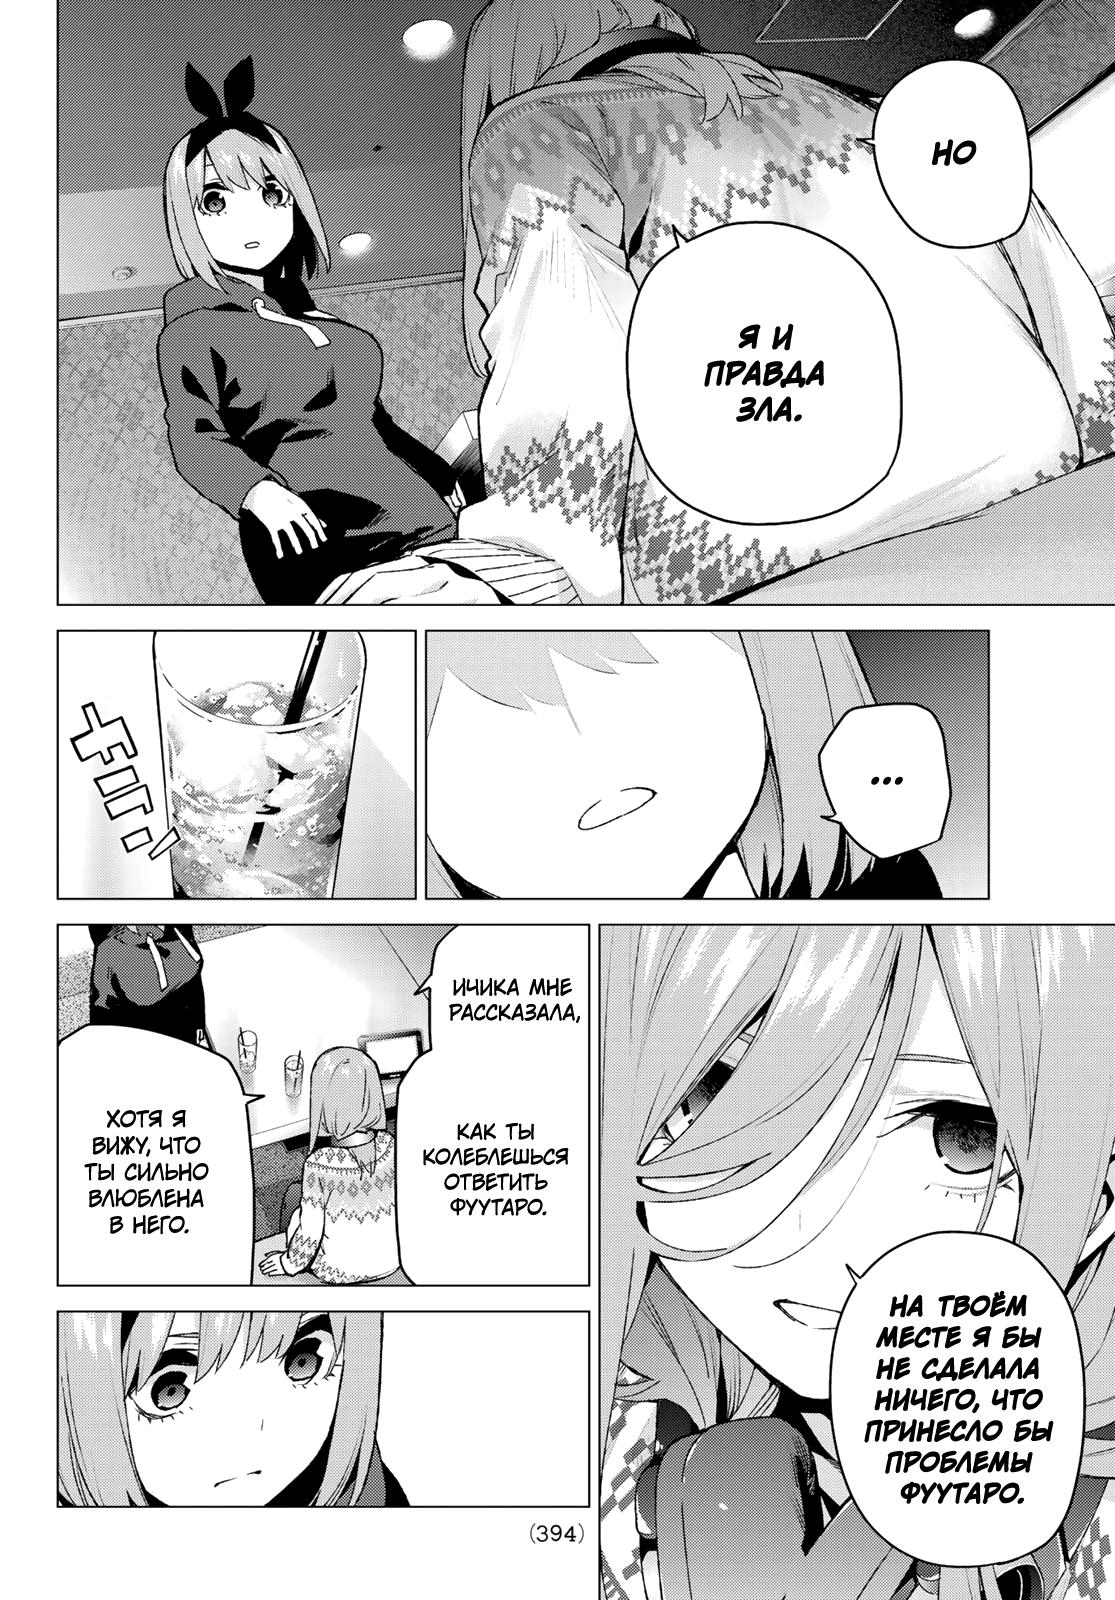 НО
Я И
ПРАВДА
ЗЛА.
...
ИЧИКА МНЕ
РАССКАЗАЛА,
КАК ТЫ
КОЛЕБЛЕШЬСЯ
ОТВЕТИТЬ
ФУУТАРО.
ХОТЯ Я
ВИЖУ, ЧТО
ТЫ СИЛЬНО
ВЛЮБЛЕНА
В НЕГО.
НА ТВОЁМ
МЕСТЕ Я БЫ
НЕ СДЕЛАЛА
НИЧЕГО, ЧТО
ПРИНЕСЛО БЫ
ПРОБЛЕМЫ
ФУУТАРО.
(394)